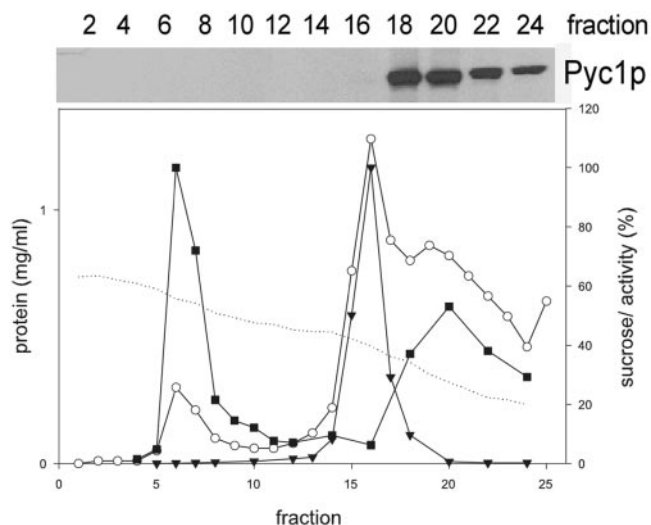 2 4 6 8 10 12 16 18 20 22 24 fraction
Pyc1p
120
100
80
60
40
20
0
1
0
protein (mg/ml)
sucrose/ activity (%)
0 5 10 15 20 25
fraction